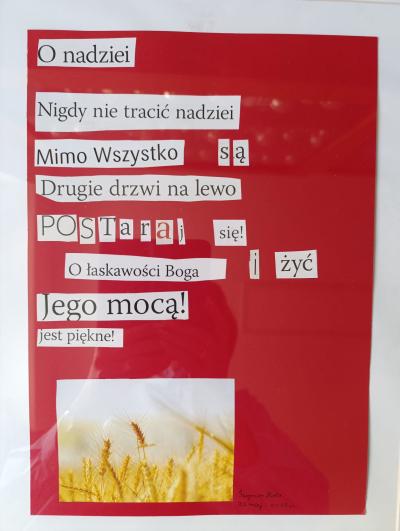 O nadziei
Nigdy nie tracić nadziei
Mimo Wszystko są
Drugie drzwi na lewo
POSTaraj się!
O łaskawości Boga i żyć
Jego mocą!
jest piękne!